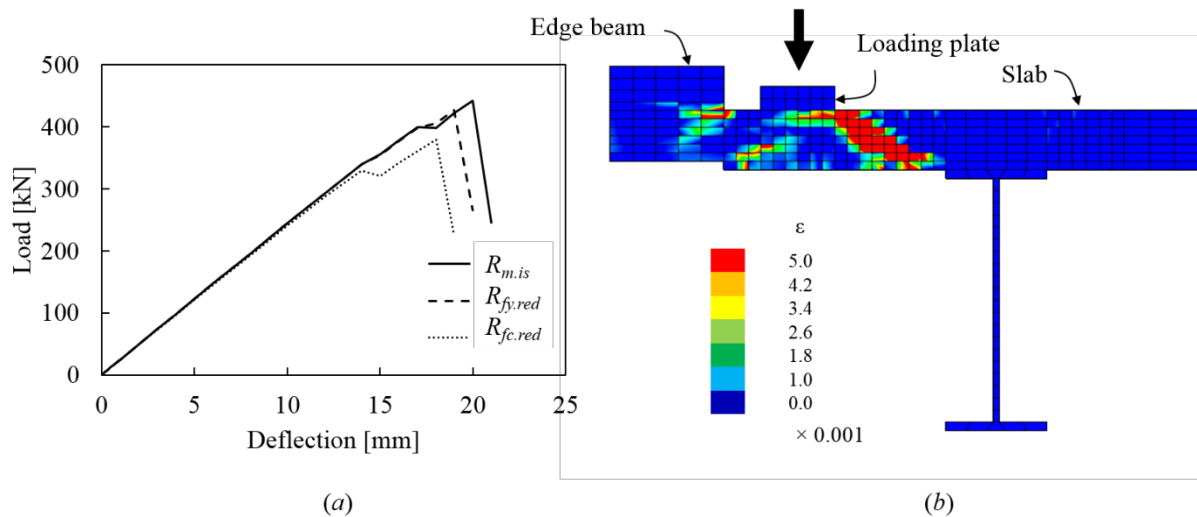 Edge beam
Loading plate
Slab
500
400
300
200
100
0
Load [kN]
R_{m.is}
R_{fy.red}
R_{fc.red}
0 5 10 15 20 25
Deflection [mm]
ε
5.0
4.2
3.4
2.6
1.8
1.0
0.0
× 0.001
(a)
(b)